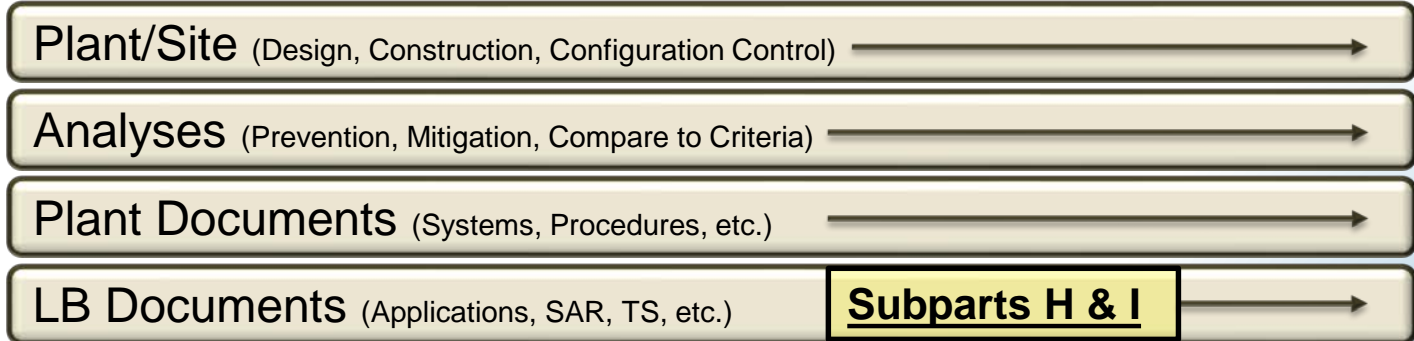 Plant/Site (Design, Construction, Configuration Control)
Analyses (Prevention, Mitigation, Compare to Criteria)
Plant Documents (Systems, Procedures, etc.)
LB Documents (Applications, SAR, TS, etc.) Subparts H & I